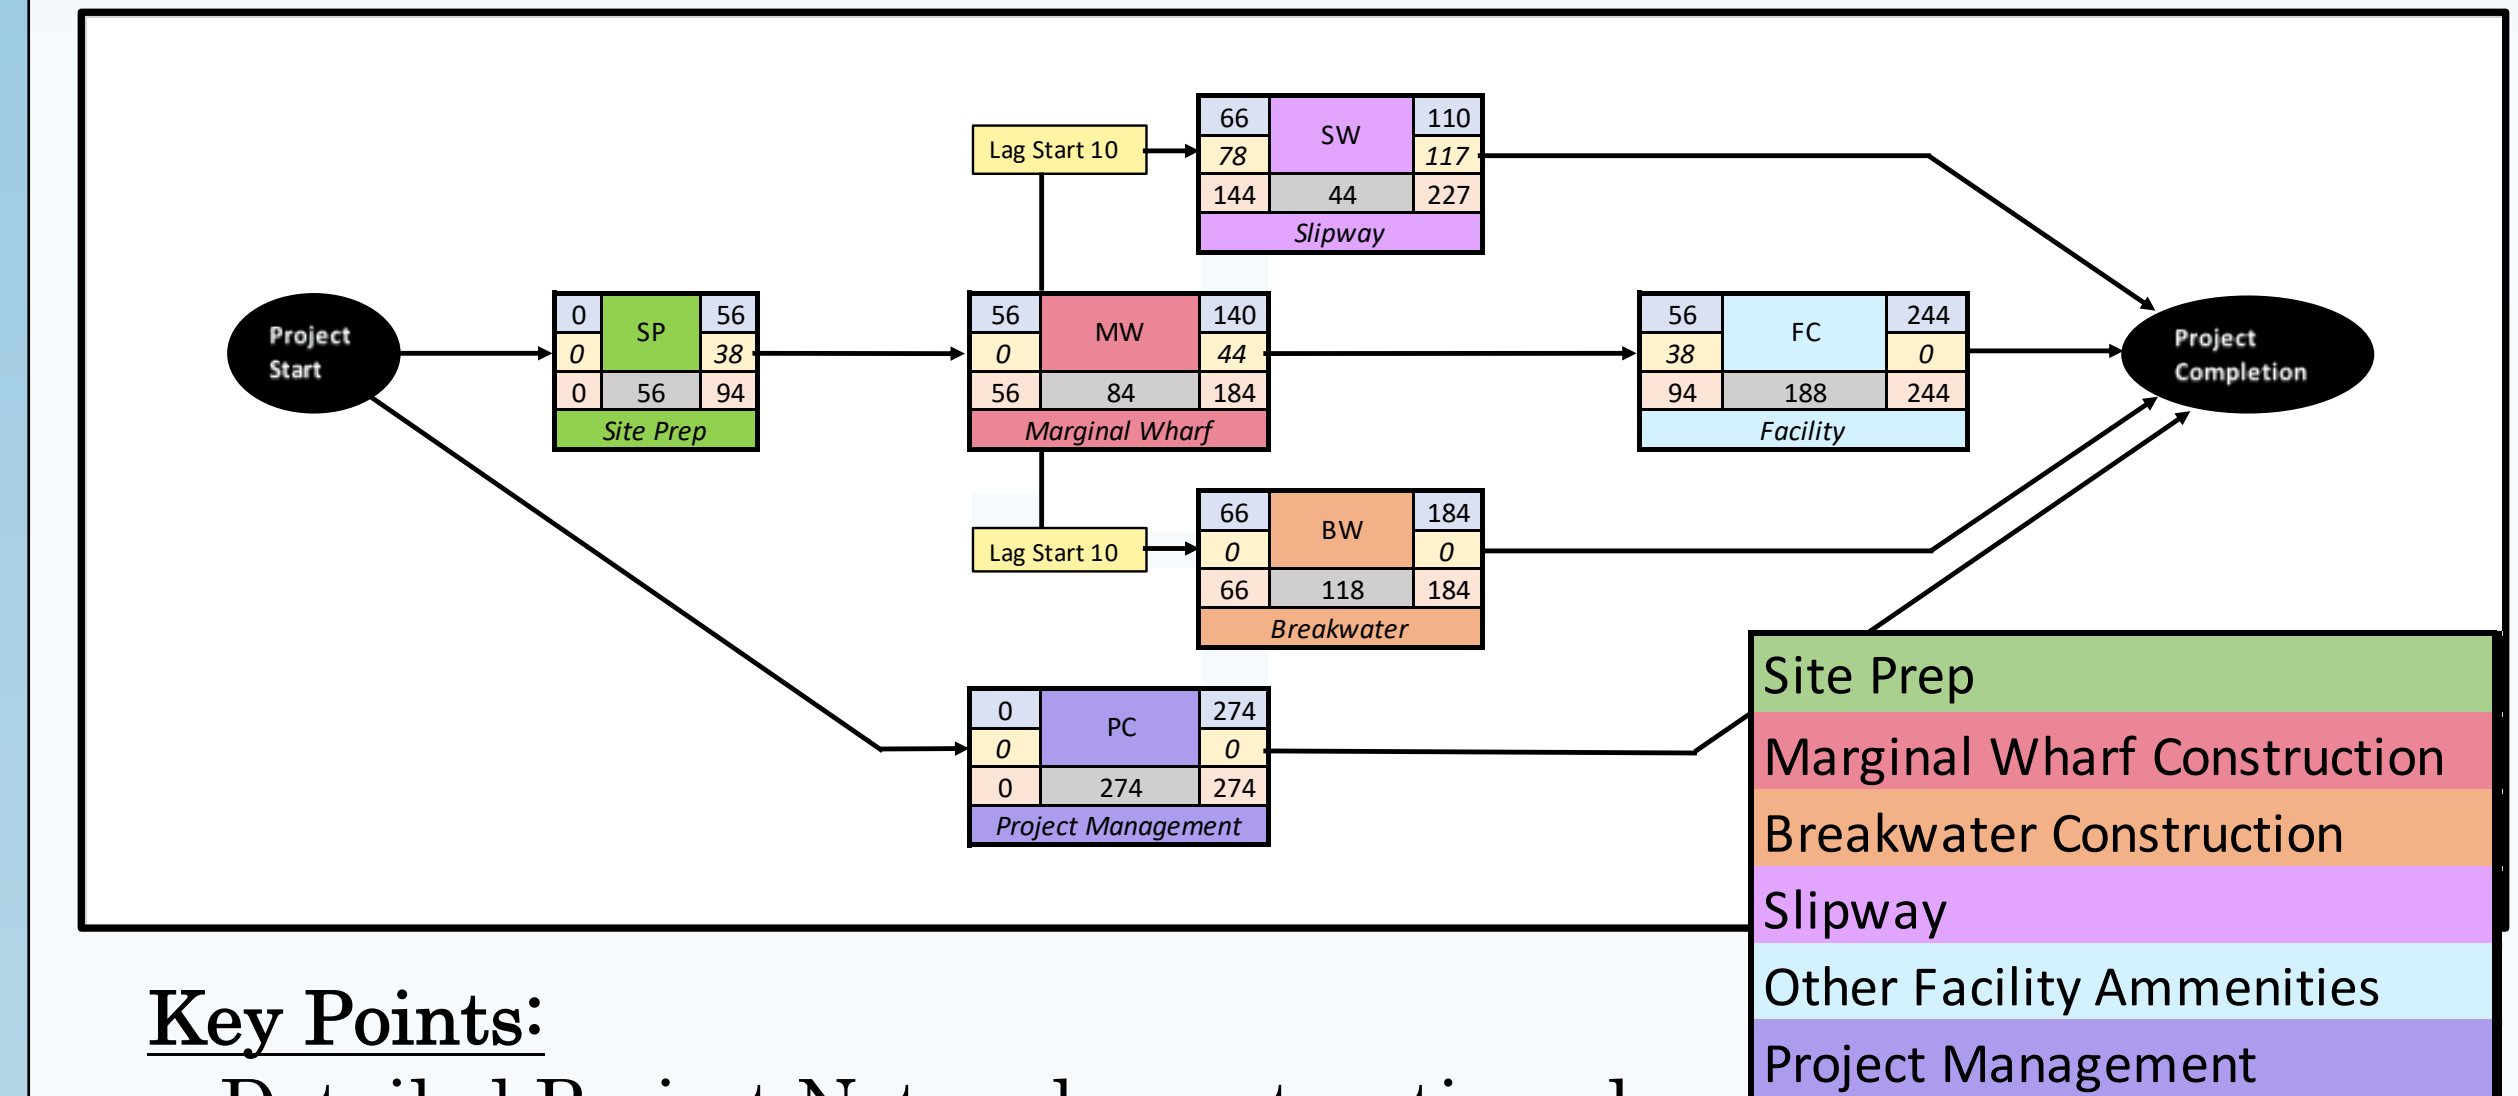 66 SW 110
Lag Start 10
78 117
144 44 227
Slipway
Project
Start
0 SP 56
0 38
0 56 94
Site Prep
56 MW 140
0 44
56 84 184
Marginal Wharf
56 FC 244
38 0
94 188 244
Facility
Project
Completion
66 BW 184
Lag Start 10
0 0
66 118 184
Breakwater
0 PC 274
0 0
0 274 274
Project Management
Site Prep
Marginal Wharf Construction
Breakwater Construction
Slipway
Other Facility Ammenities
Project Management
Key Points: